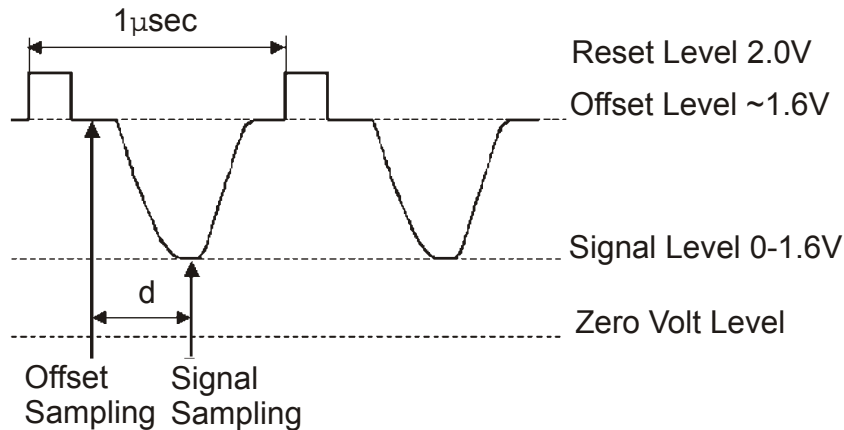 1μsec
Reset Level 2.0V
Offset Level ~1.6V
Signal Level 0-1.6V
d
Zero Volt Level
Offset
Sampling
Signal
Sampling